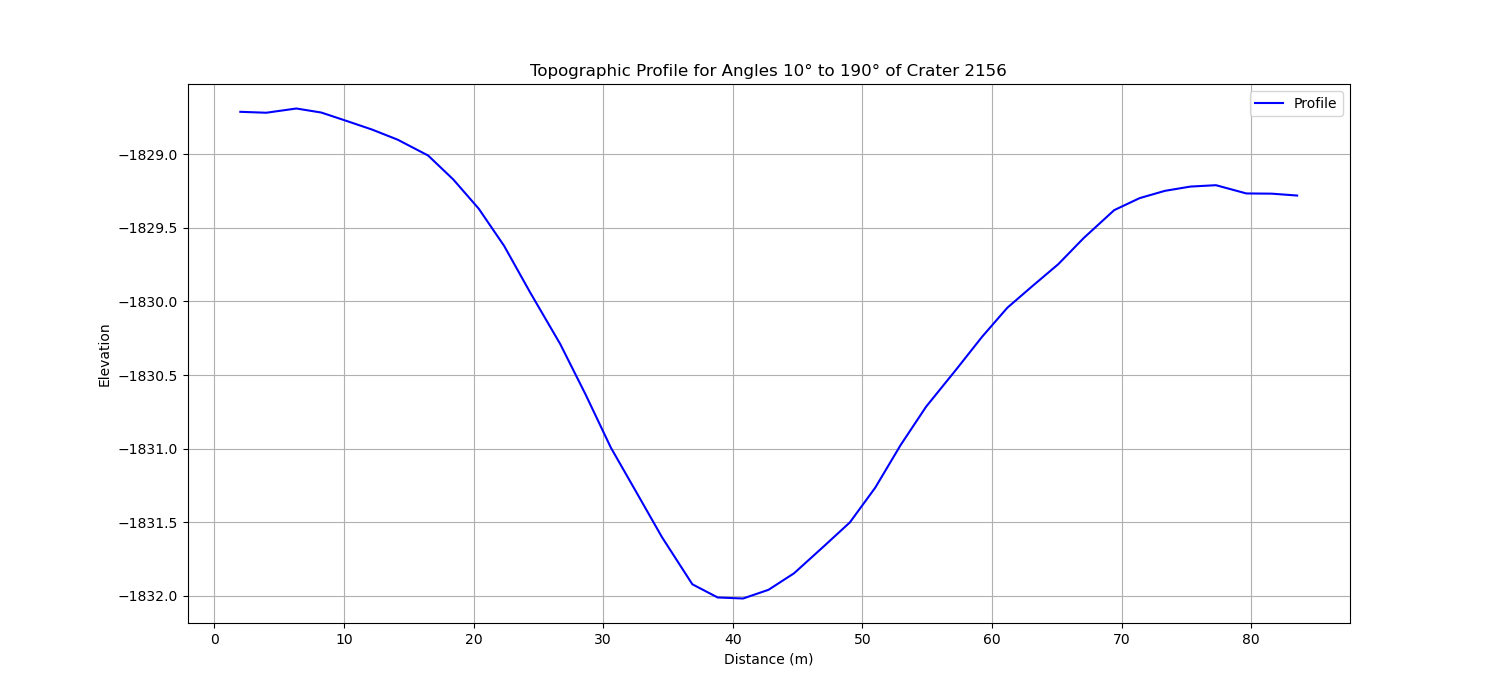 Topographic Profile for Angles 10° to 190° of Crater 2156
Profile
−1829.0
−1829.5
−1830.0
−1830.5
−1831.0
−1831.5
−1832.0
Elevation
0 10 20 30 40 50 60 70 80
Distance (m)